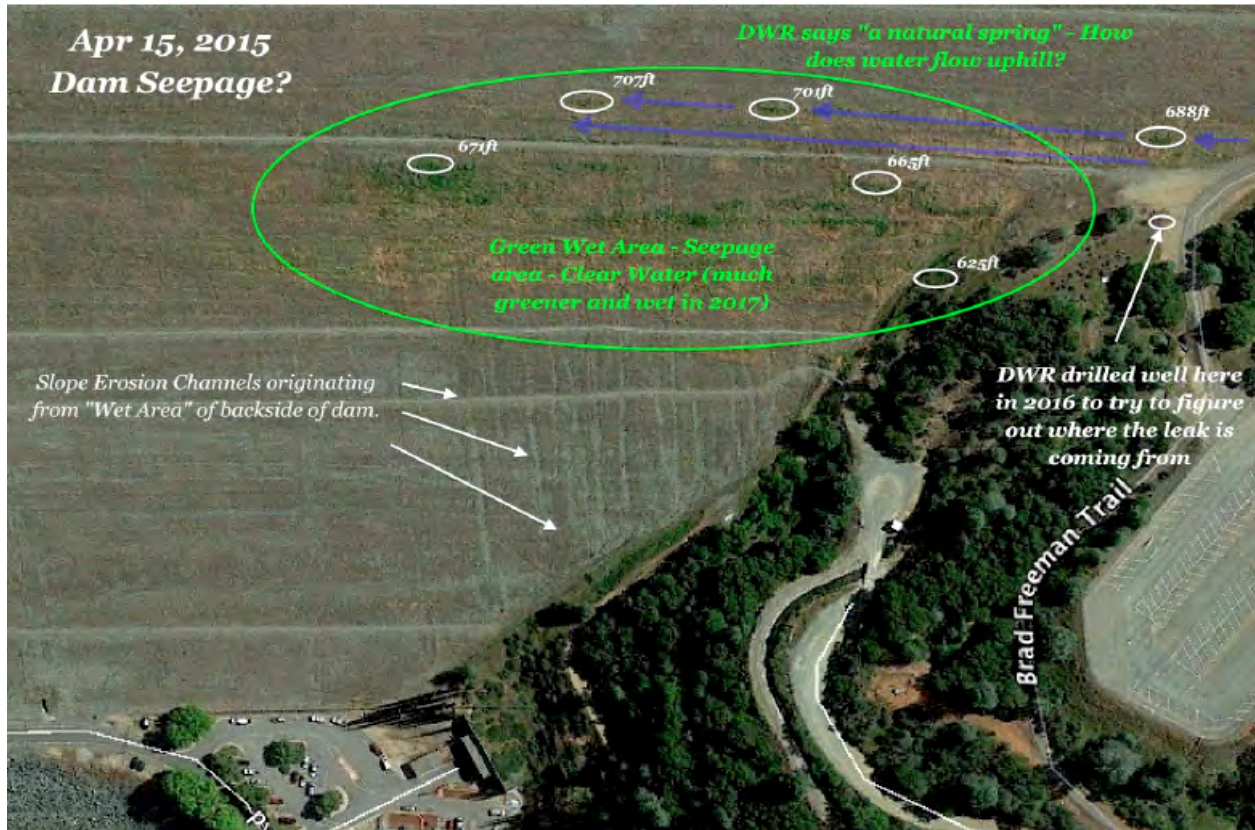 Apr 15, 2015
Dam Seepage?
DWR says "a natural spring" - How
does water flow uphill?
707ft
701ft
688ft
671ft
665ft
Green Wet Area - Seepage
area - Clear Water (much
greener and wet in 2017)
625ft
Slope Erosion Channels originating
from "Wet Area" of backside of dam.
DWR drilled well here
in 2016 to try to figure
out where the leak is
coming from
Brad Freeman Trail